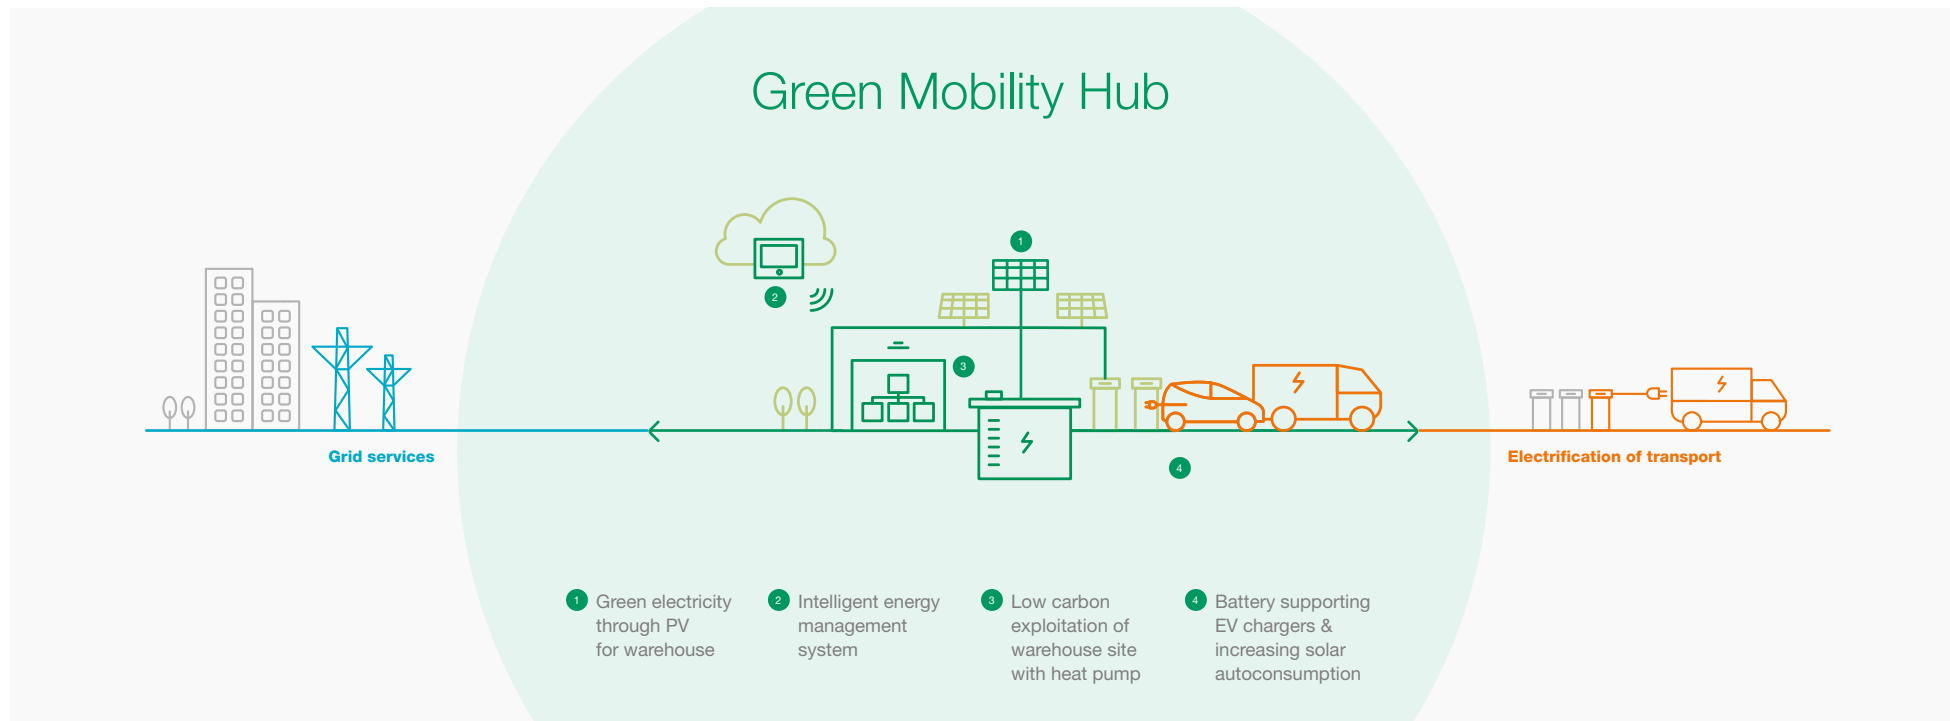 Green Mobility Hub
1
2
3
Grid services
Electrification of transport
4
1 Green electricity
through PV
for warehouse
2 Intelligent energy
management
system
3 Low carbon
exploitation of
warehouse site
with heat pump
4 Battery supporting
EV chargers &
increasing solar
autoconsumption